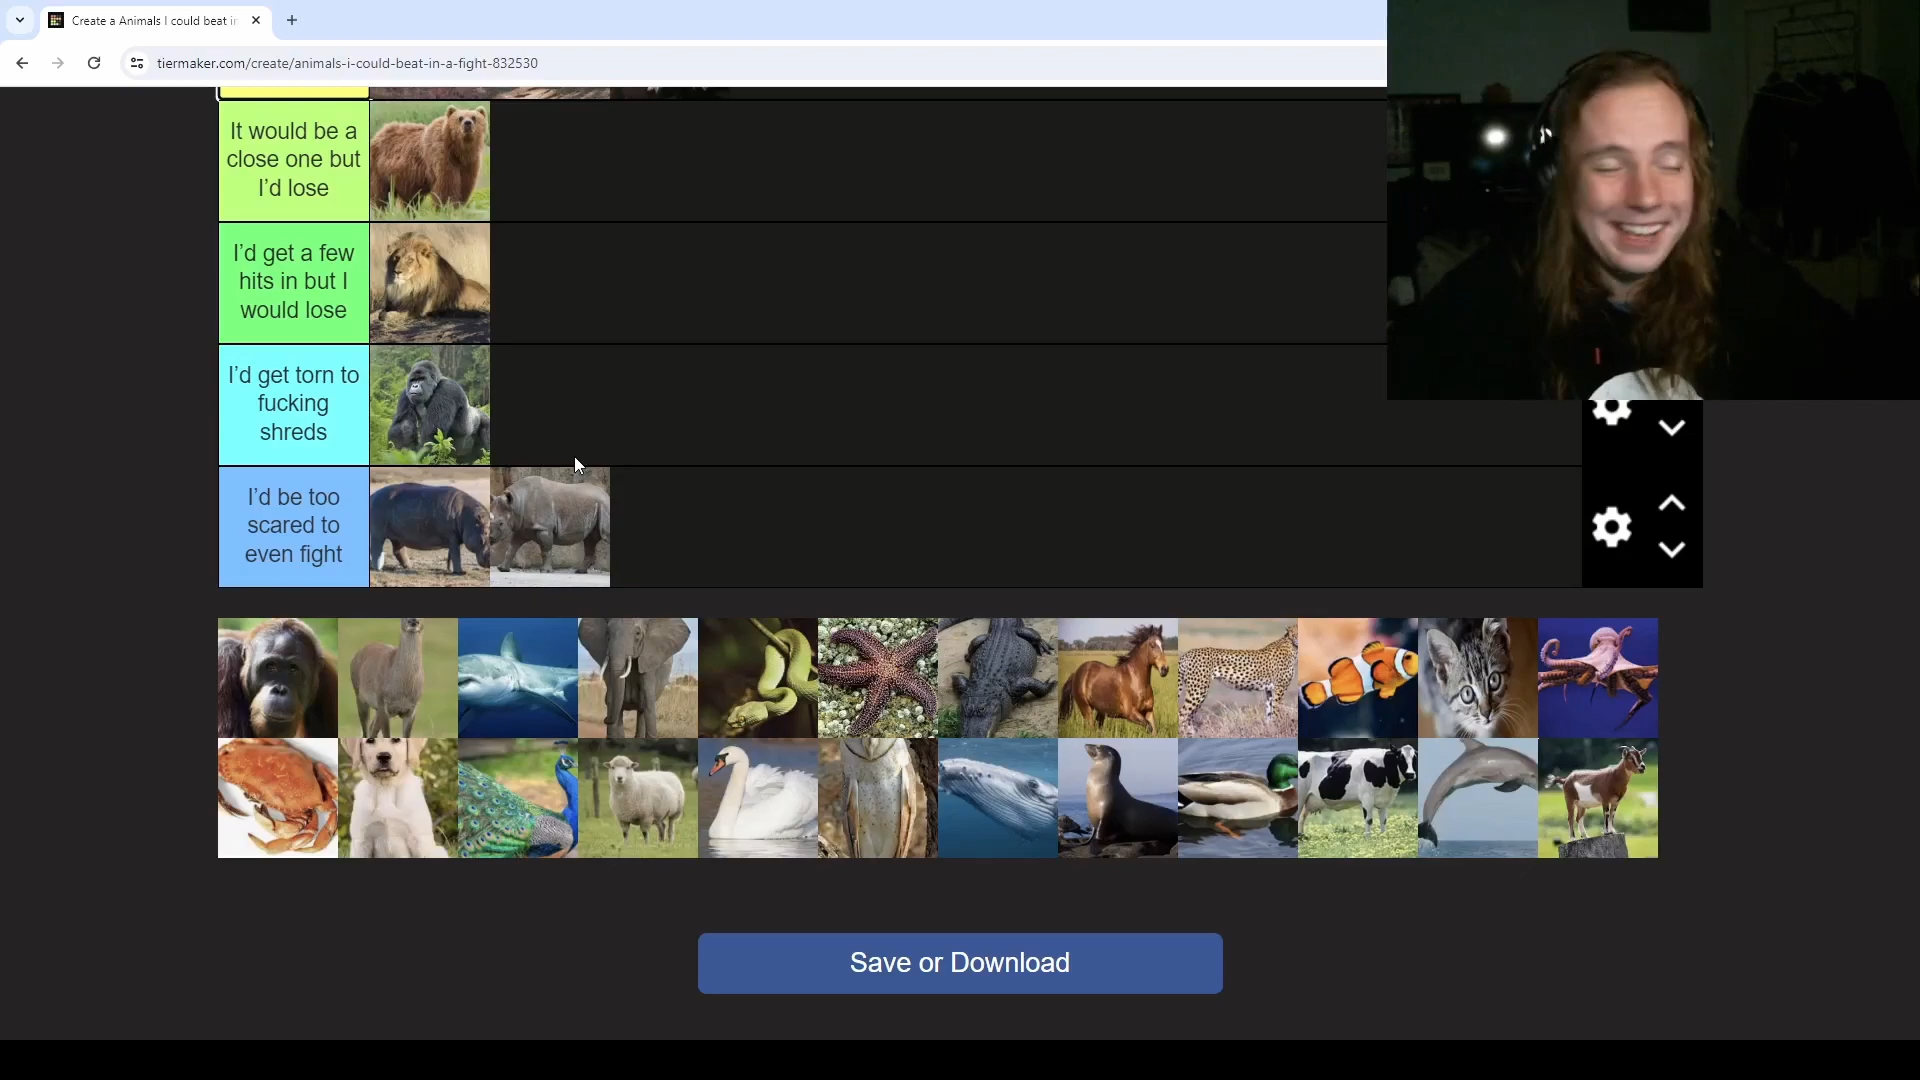 Create a Animals I could beat in
tiermaker.com/create/animals-i-could-beat-in-a-fight-832530
It would be a
close one but
I'd lose
I'd get a few
hits in but I
would lose
I'd get torn to
fucking
shreds
I'd be too
scared to
even fight
Save or Download